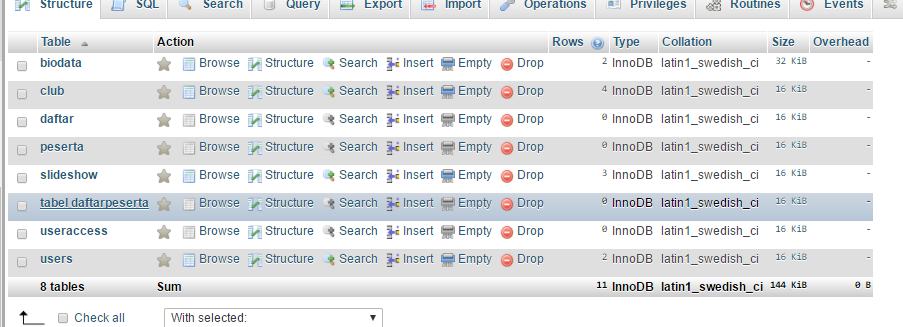 Structure SQL Search Query Export Import Operations Privileges Routines Events
Table Action Rows Type Collation Size Overhead
biodata Browse Structure Search Insert Empty Drop 2 InnoDB latin1_swedish_ci 32 KiB -
club Browse Structure Search Insert Empty Drop 4 InnoDB latin1_swedish_ci 16 KiB -
daftar Browse Structure Search Insert Empty Drop 0 InnoDB latin1_swedish_ci 16 KiB -
peserta Browse Structure Search Insert Empty Drop 0 InnoDB latin1_swedish_ci 16 KiB -
slideshow Browse Structure Search Insert Empty Drop 3 InnoDB latin1_swedish_ci 16 KiB -
tabel daftarpeserta Browse Structure Search Insert Empty Drop 0 InnoDB latin1_swedish_ci 16 KiB -
useraccess Browse Structure Search Insert Empty Drop 0 InnoDB latin1_swedish_ci 16 KiB -
users Browse Structure Search Insert Empty Drop 2 InnoDB latin1_swedish_ci 16 KiB -
8 tables Sum 11 InnoDB latin1_swedish_ci 144 KiB 0 B
Check all With selected: